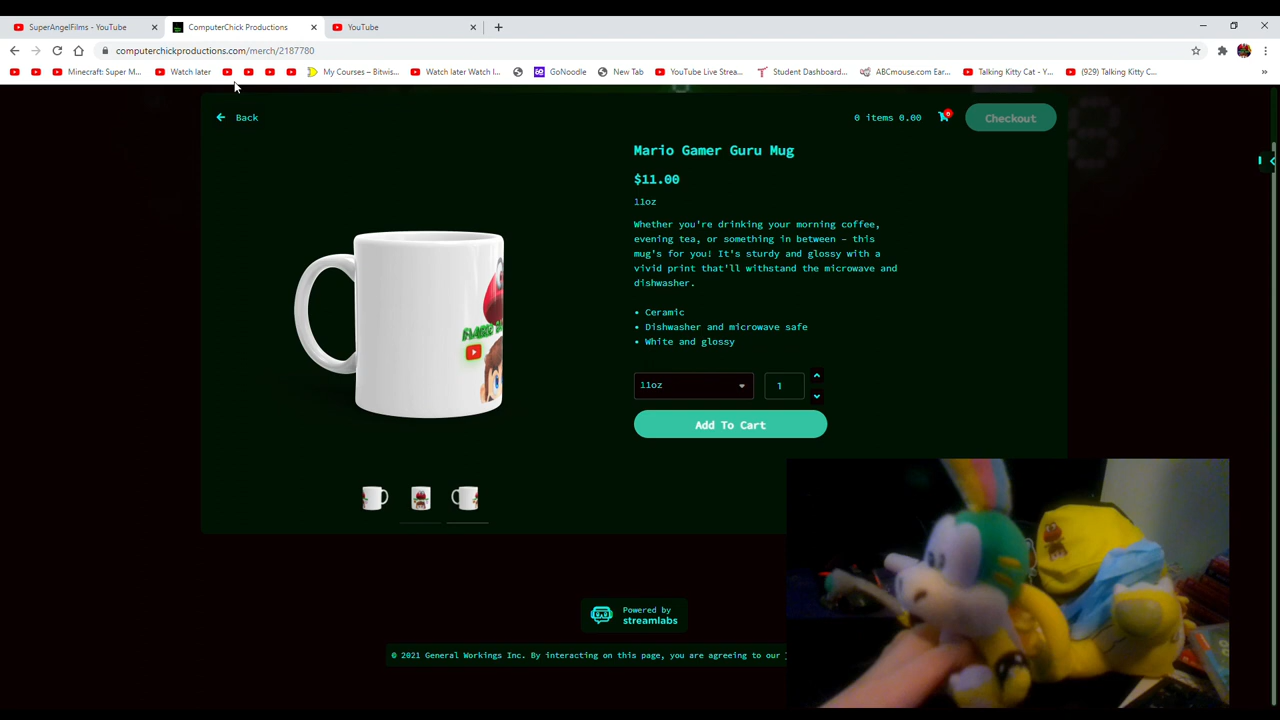 SuperAngelFilms - YouTube
ComputerChick Productions
YouTube
computerchickproductions.com/merch/2187780
Minecraft: Super M...
Watch later
My Courses – Bitwis...
Watch later Watch l...
GoNoodle
New Tab
YouTube Live Strea...
Student Dashboard...
ABCmouse.com Ear...
Talking Kitty Cat - Y...
(929) Talking Kitty C...
Back
0 items 0.00
0
Checkout
Mario Gamer Guru Mug
$11.00
11oz
Whether you're drinking your morning coffee,
evening tea, or something in between – this
mug's for you! It's sturdy and glossy with a
vivid print that'll withstand the microwave and
dishwasher.
• Ceramic
• Dishwasher and microwave safe
• White and glossy
11oz
1
Add To Cart
Powered by
streamlabs
© 2021 General Workings Inc. By interacting on this page, you are agreeing to our